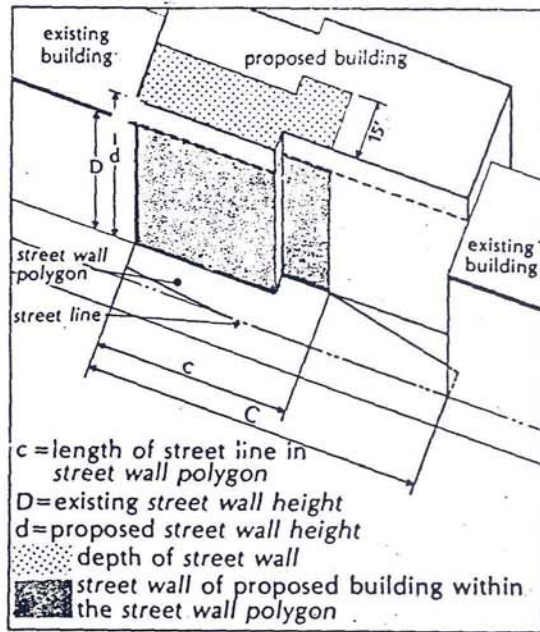 existing
building
proposed building
15'
D
d
existing
building
street wall
polygon
street line
c
C
c=length of street line in
street wall polygon
D=existing street wall height
d=proposed street wall height
depth of street wall
street wall of proposed building within
the street wall polygon